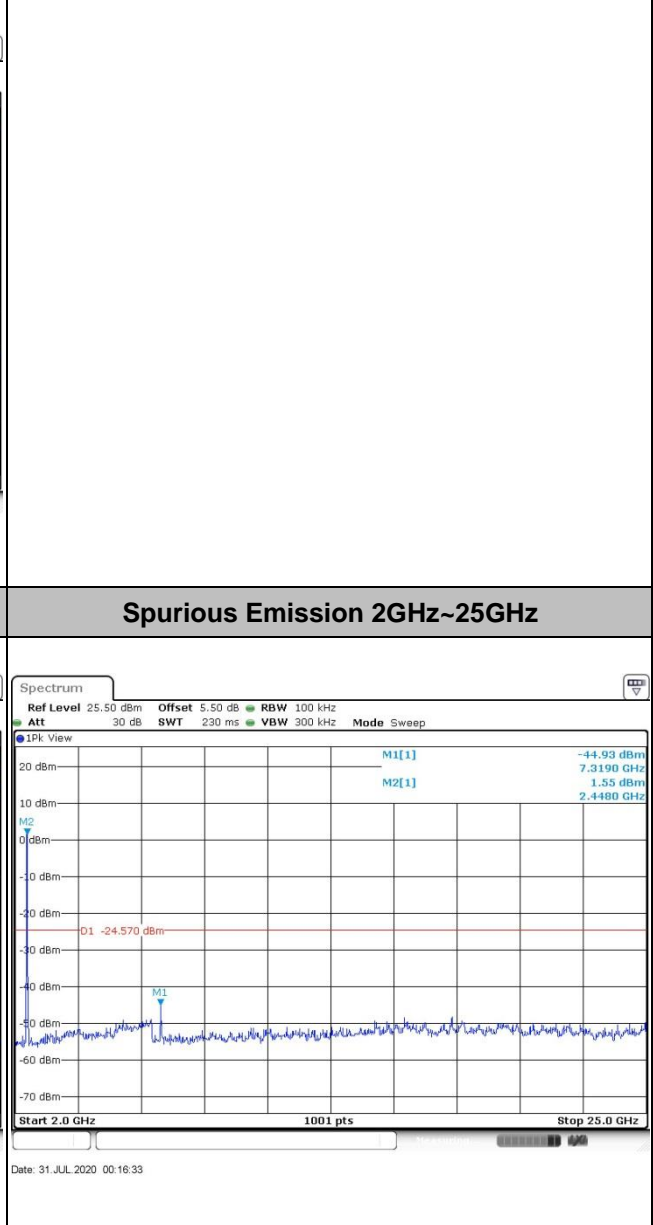 Spurious Emission 2GHz~25GHz
Spectrum
Ref Level 25.50 dBm Offset 5.50 dB RBW 100 kHz
Att 30 dB SWT 230 ms VBW 300 kHz Mode Sweep
1Pk View
M1[1] -44.93 dBm
7.3190 GHz
M2[1] 1.55 dBm
2.4480 GHz
20 dBm
10 dBm
M2
0 dBm
-10 dBm
-20 dBm
D1 -24.570 dBm
-30 dBm
-40 dBm
M1
-50 dBm
-60 dBm
-70 dBm
Start 2.0 GHz 1001 pts Stop 25.0 GHz
Date: 31.JUL.2020 00:16:33